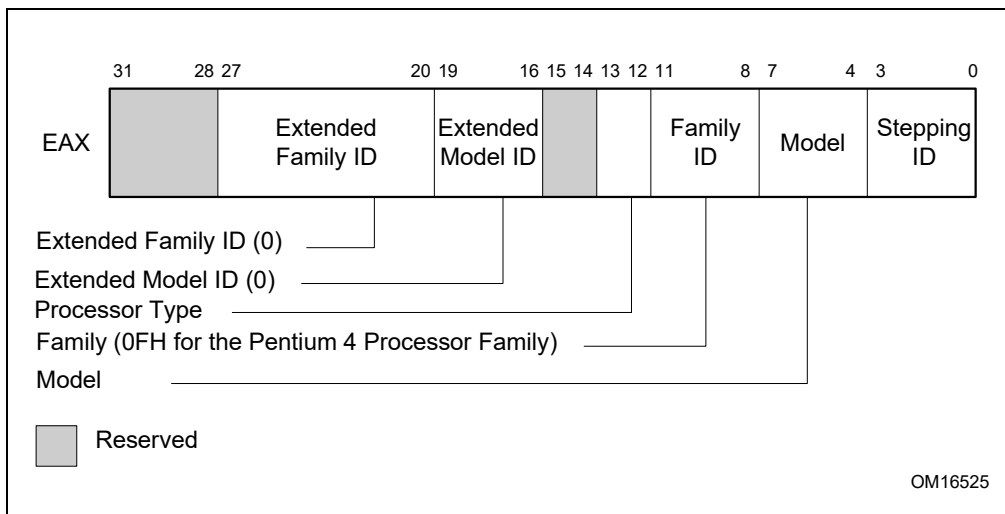 31 28 27 20 19 16 15 14 13 12 11 8 7 4 3 0
EAX
Extended
Family ID
Extended
Model ID
Family
ID
Model
Stepping
ID
Extended Family ID (0)
Extended Model ID (0)
Processor Type
Family (0FH for the Pentium 4 Processor Family)
Model
Reserved
OM16525